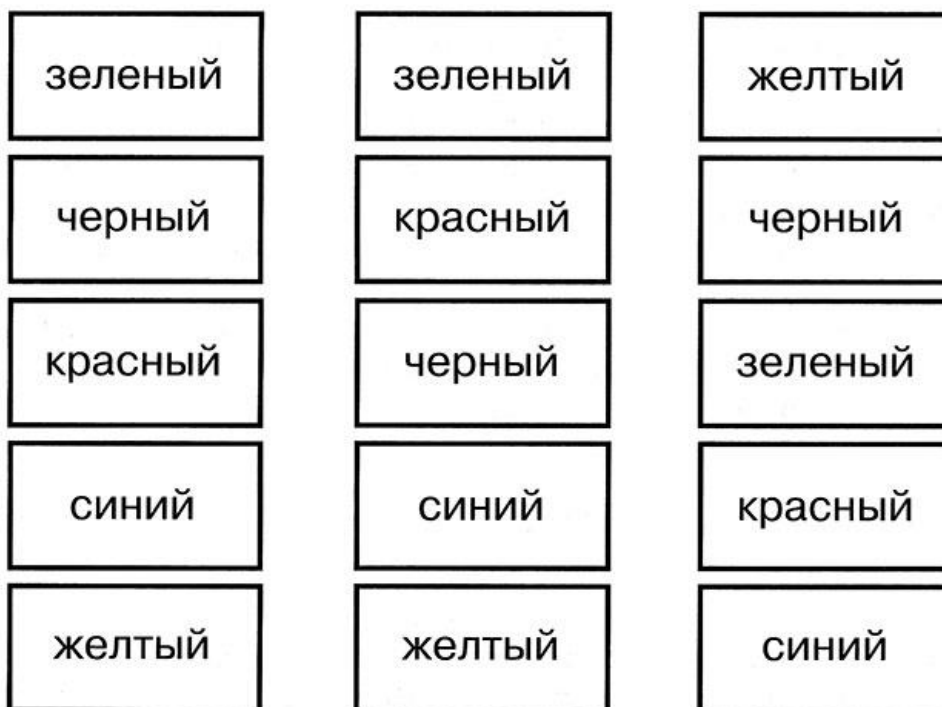 зеленый зеленый желтый
черный красный черный
красный черный зеленый
синий синий красный
желтый желтый синий